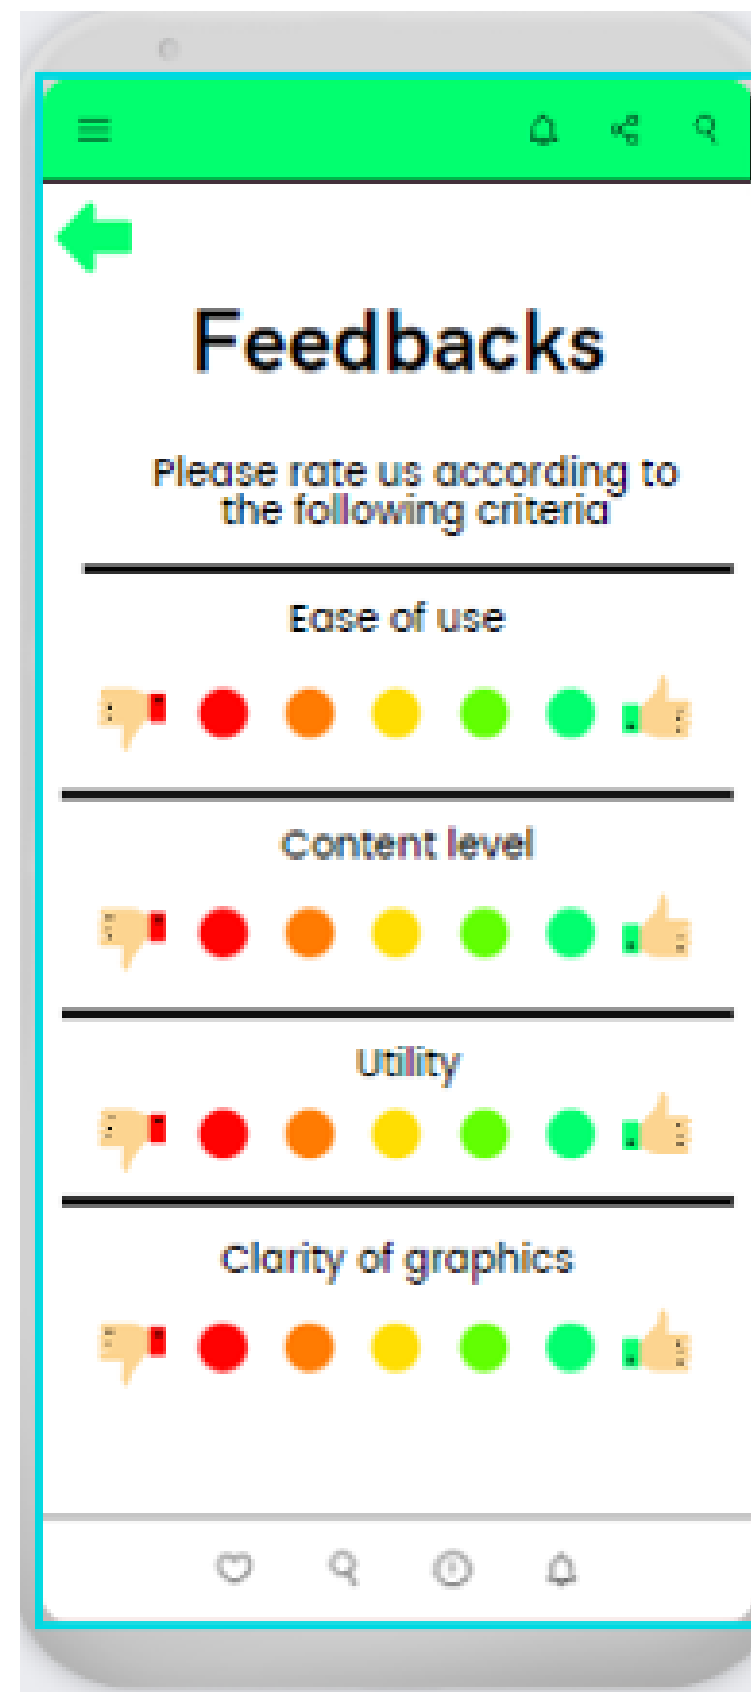 Feedbacks
Please rate us according to
the following criteria
Ease of use
Content level
Utility
Clarity of graphics